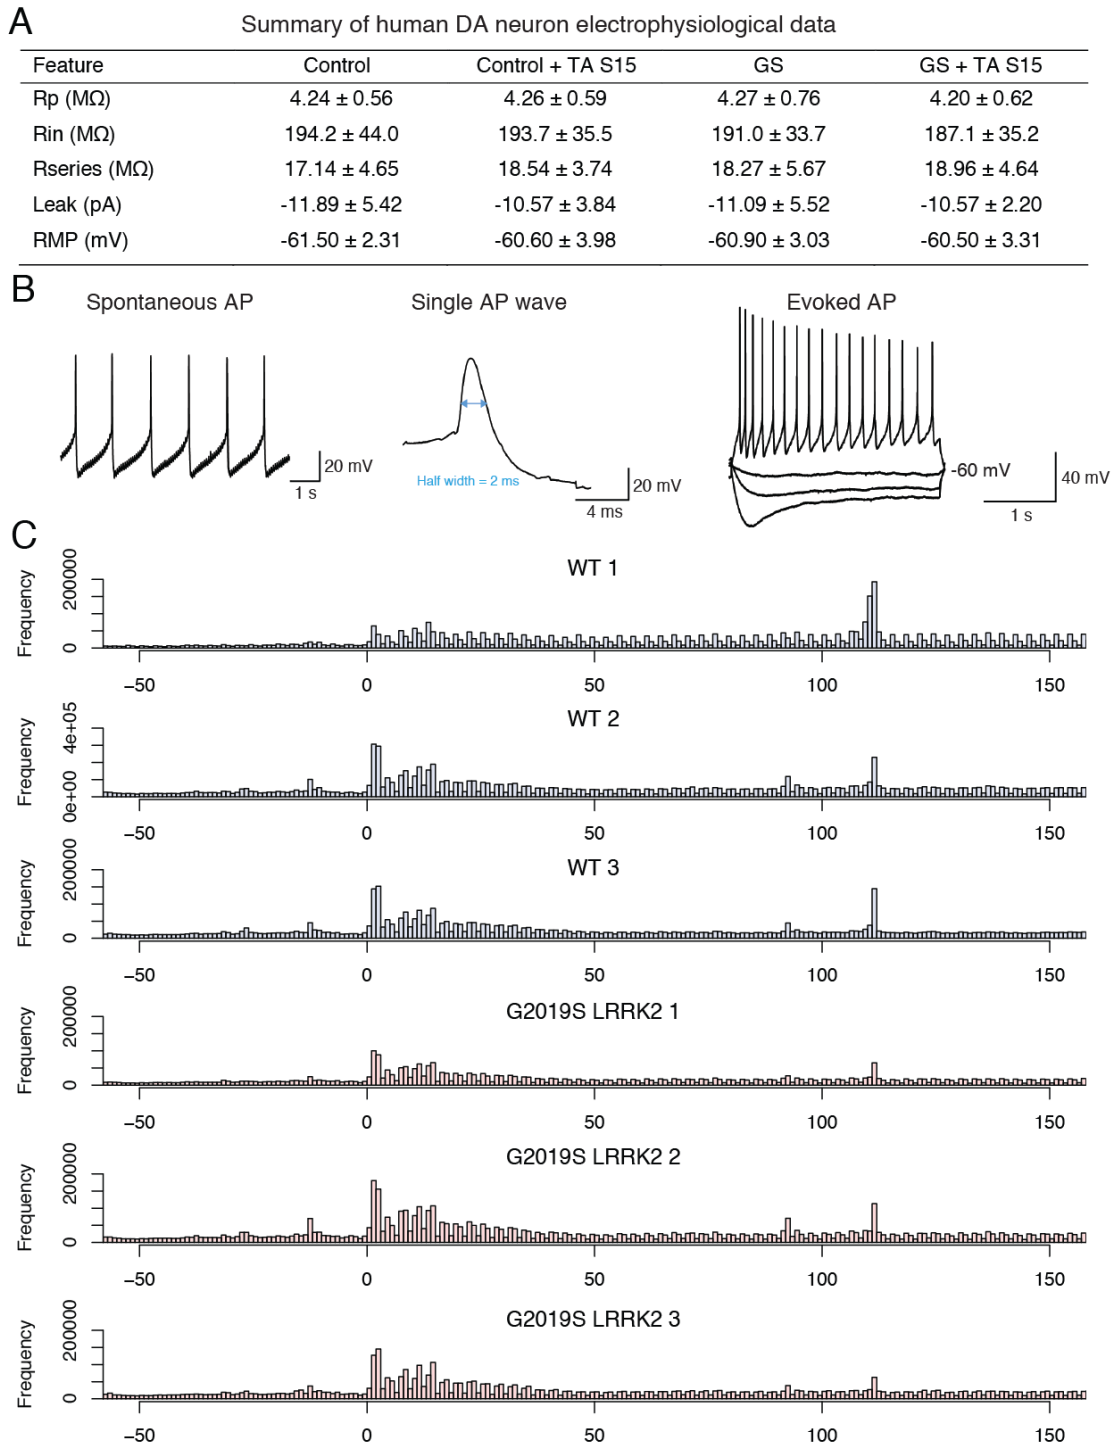 A
Summary of human DA neuron electrophysiological data
Feature Control Control + TA S15 GS GS + TA S15
Rp (MΩ) 4.24 ± 0.56 4.26 ± 0.59 4.27 ± 0.76 4.20 ± 0.62
Rin (MΩ) 194.2 ± 44.0 193.7 ± 35.5 191.0 ± 33.7 187.1 ± 35.2
Rseries (MΩ) 17.14 ± 4.65 18.54 ± 3.74 18.27 ± 5.67 18.96 ± 4.64
Leak (pA) -11.89 ± 5.42 -10.57 ± 3.84 -11.09 ± 5.52 -10.57 ± 2.20
RMP (mV) -61.50 ± 2.31 -60.60 ± 3.98 -60.90 ± 3.03 -60.50 ± 3.31
B
Spontaneous AP Single AP wave Evoked AP
20 mV
1 s
Half width = 2 ms
20 mV
4 ms
-60 mV
40 mV
1 s
C
WT 1
Frequency
200000
0
−50 0 50 100 150
WT 2
Frequency
4e+05
0e+00
−50 0 50 100 150
WT 3
Frequency
200000
0
−50 0 50 100 150
G2019S LRRK2 1
Frequency
200000
0
−50 0 50 100 150
G2019S LRRK2 2
Frequency
200000
0
−50 0 50 100 150
G2019S LRRK2 3
Frequency
200000
0
−50 0 50 100 150